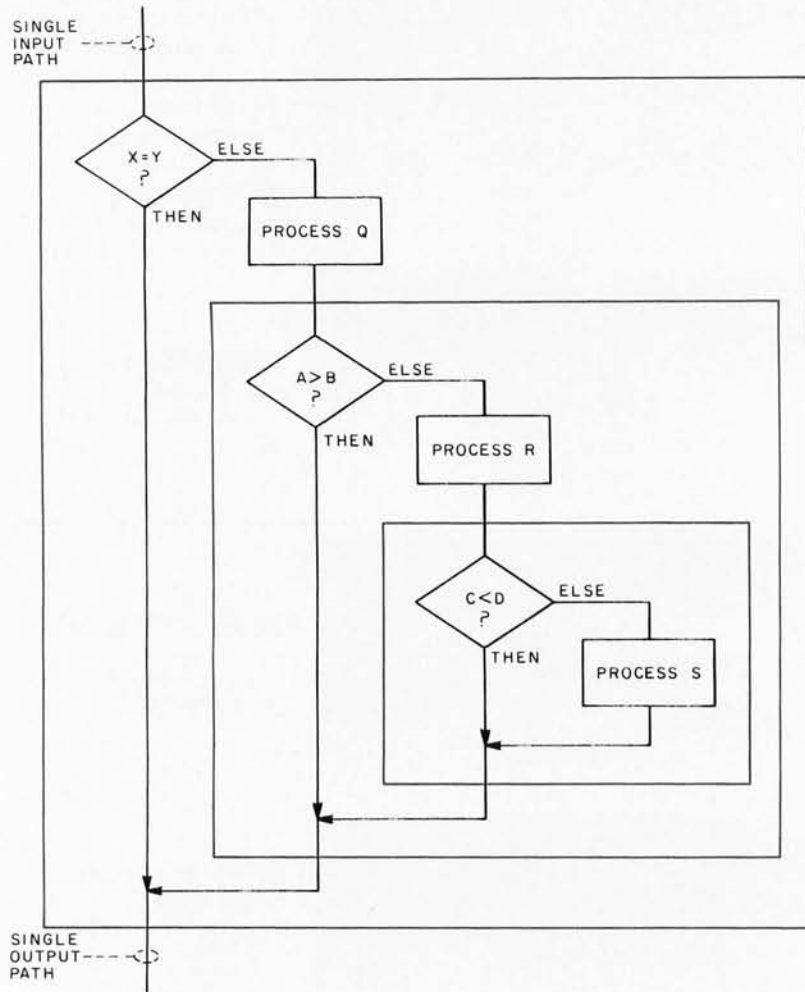 SINGLE
INPUT
PATH
X=Y
?
ELSE
THEN
PROCESS Q
A>B
?
ELSE
THEN
PROCESS R
C<D
?
ELSE
THEN
PROCESS S
SINGLE
OUTPUT
PATH